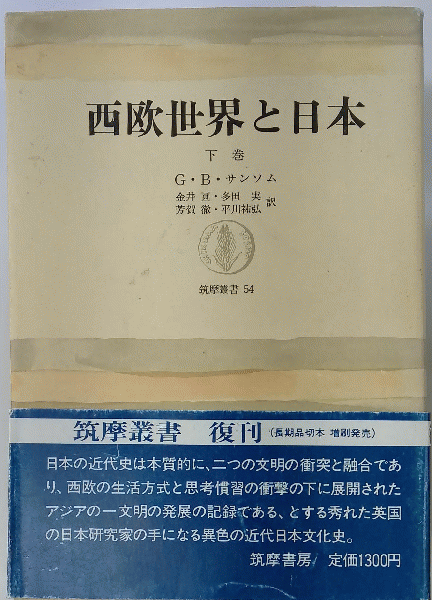 西欧世界と日本
下巻
G・B・サンソム
金井 圓・多田 実
芳賀 徹・平川祐弘 訳
筑摩叢書 54
筑摩叢書 復刊 (長期品切本 増刷発売)
日本の近代史は本質的に、二つの文明の衝突と融合であ
り、西欧の生活方式と思考慣習の衝撃の下に展開された
アジアの一文明の発展の記録である、とする秀れた英国
の日本研究家の手になる異色の近代日本文化史。
筑摩書房/定価1300円